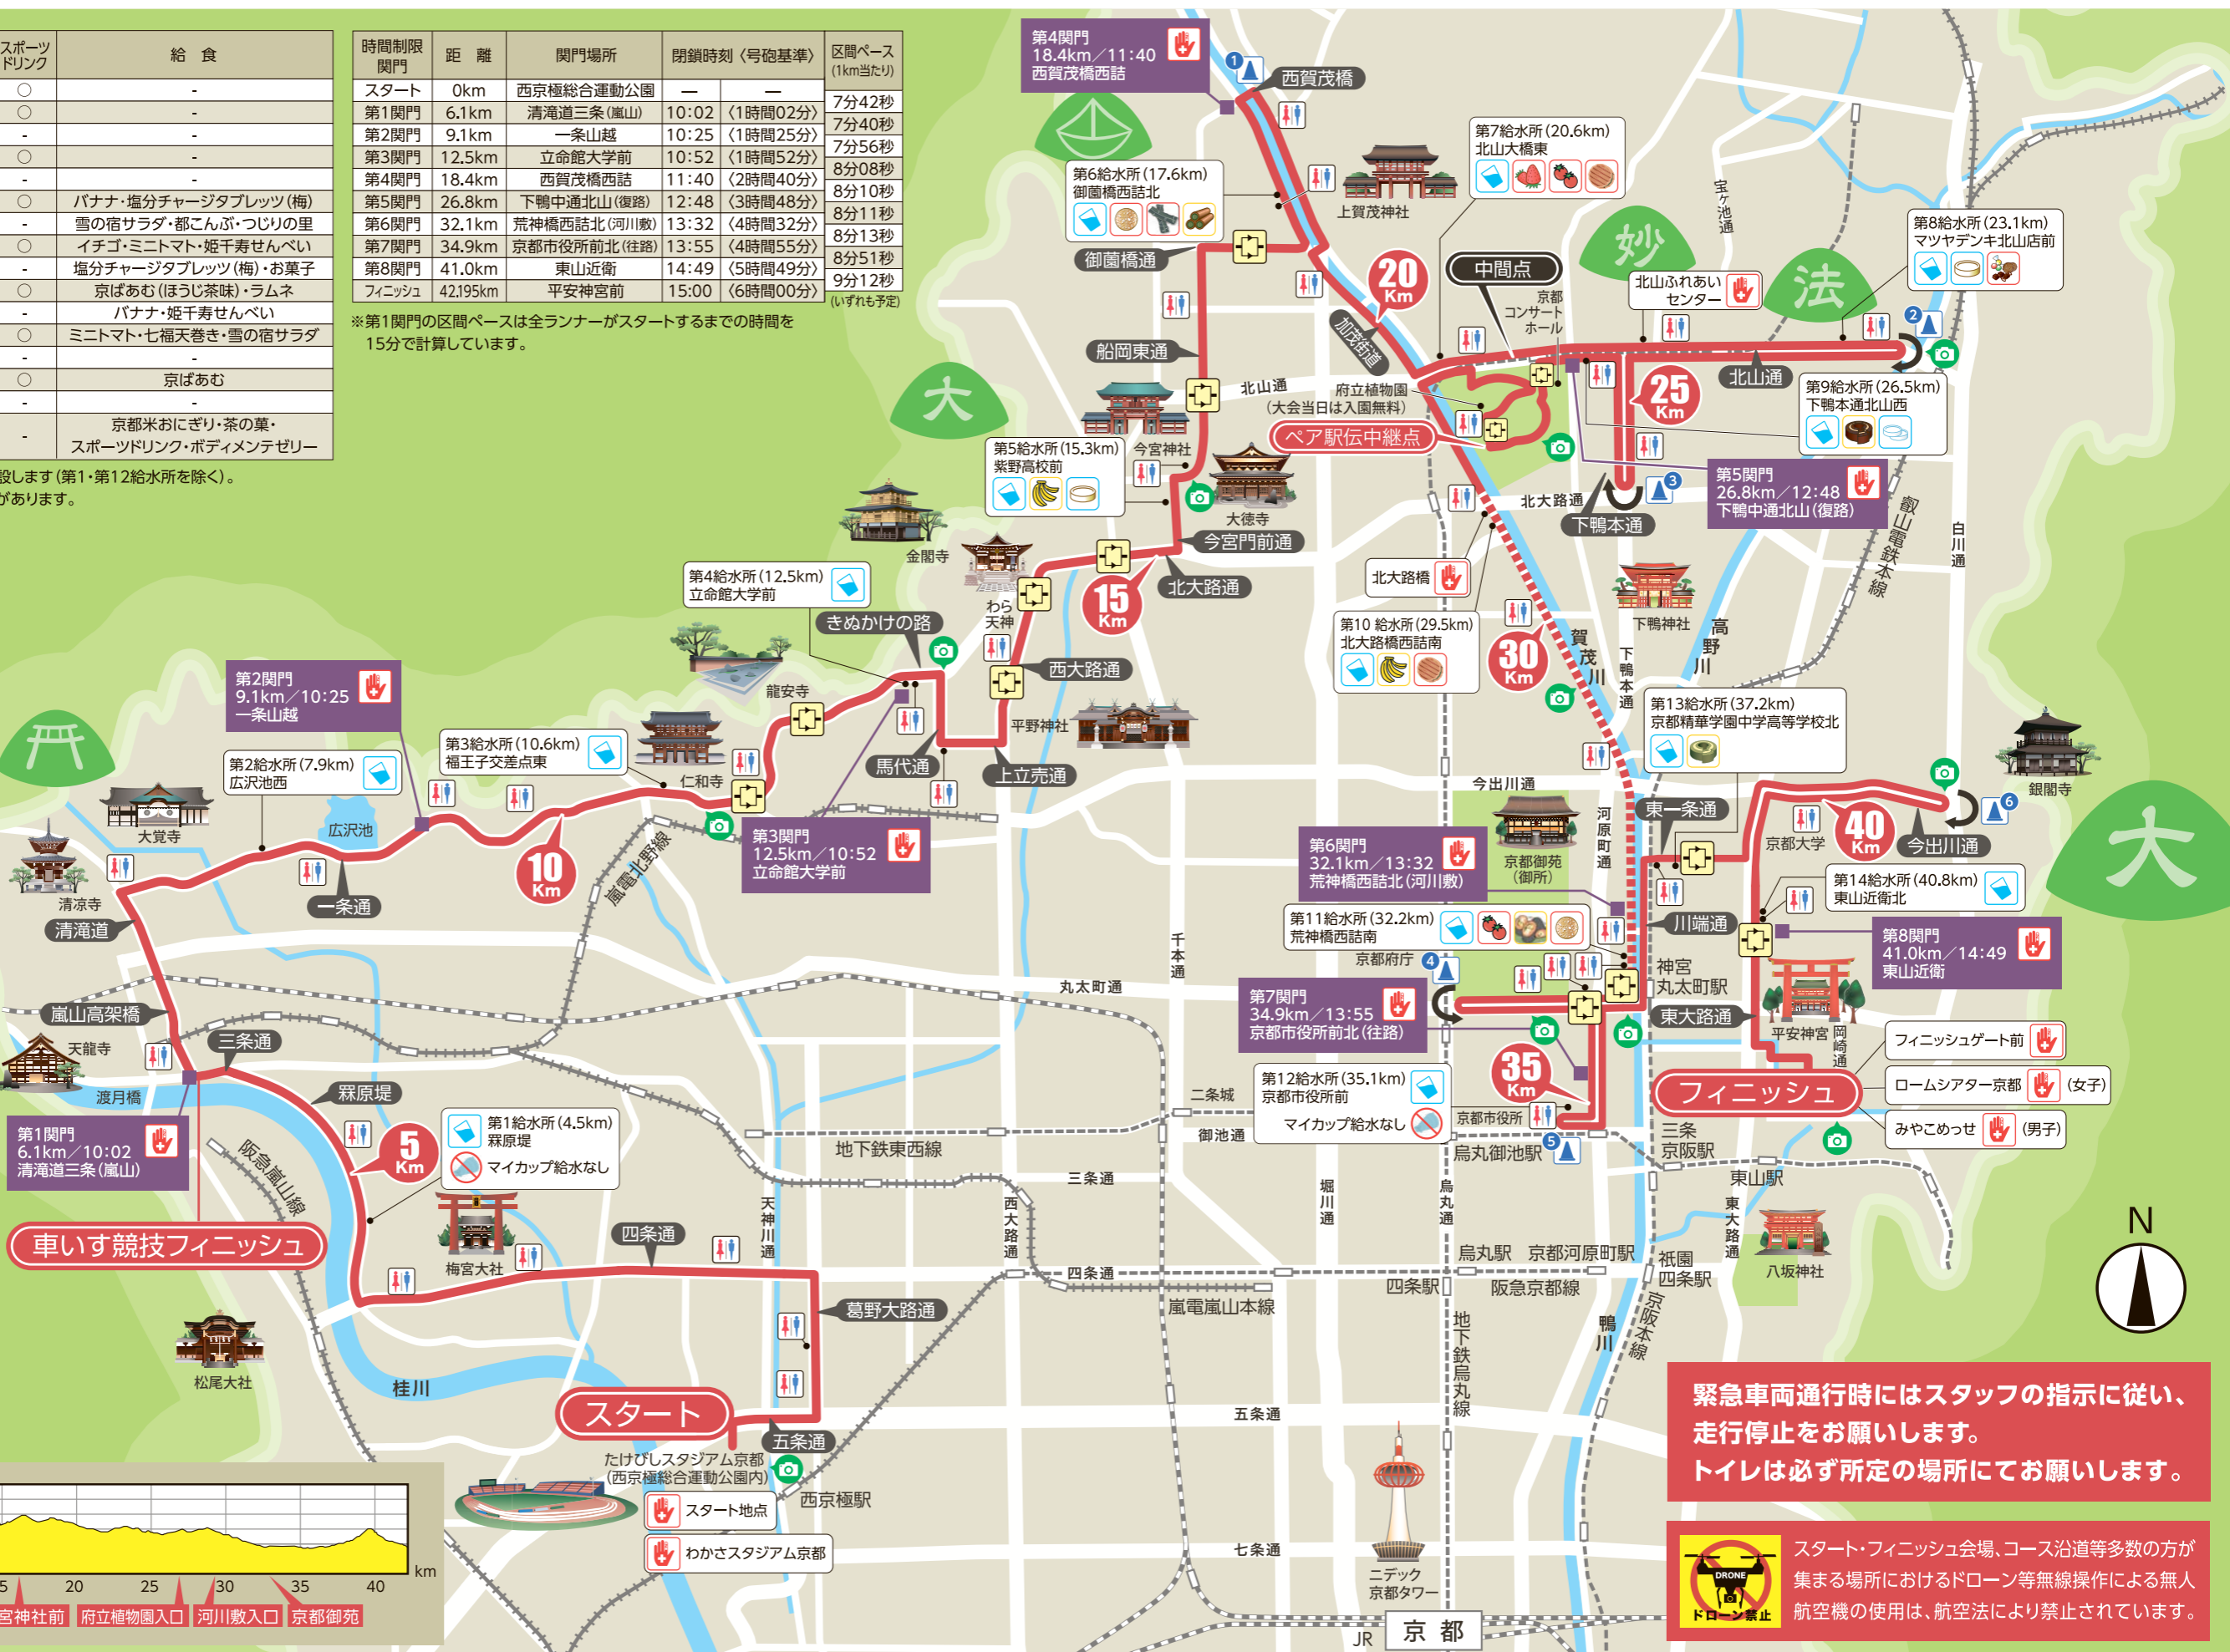 スポーツ
ドリンク
給 食
○ -
○ -
- -
○ -
- -
○ バナナ・塩分チャージタブレッツ(梅)
- 雪の宿サラダ・都こんぶ・つじりの里
○ イチゴ・ミニトマト・姫千寿せんべい
- 塩分チャージタブレッツ(梅)・お菓子
○ 京ばあむ(ほうじ茶味)・ラムネ
- バナナ・姫千寿せんべい
○ ミニトマト・七福天巻き・雪の宿サラダ
- -
○ 京ばあむ
- -
- 京都米おにぎり・茶の菓・
スポーツドリンク・ボディメンテゼリー
設します(第1・第12給水所を除く)。
があります。
時間制限
関門
距 離
関門場所
閉鎖時刻〈号砲基準〉
区間ペース
(1km当たり)
スタート 0km 西京極総合運動公園 — —
7分42秒
第1関門 6.1km 清滝道三条(嵐山) 10:02 〈1時間02分〉
7分40秒
第2関門 9.1km 一条山越 10:25 〈1時間25分〉
7分56秒
第3関門 12.5km 立命館大学前 10:52 〈1時間52分〉
8分08秒
第4関門 18.4km 西賀茂橋西詰 11:40 〈2時間40分〉
8分10秒
第5関門 26.8km 下鴨中通北山(復路) 12:48 〈3時間48分〉
8分11秒
第6関門 32.1km 荒神橋西詰北(河川敷) 13:32 〈4時間32分〉
8分13秒
第7関門 34.9km 京都市役所前北(往路) 13:55 〈4時間55分〉
8分51秒
第8関門 41.0km 東山近衛 14:49 〈5時間49分〉
9分12秒
フィニッシュ 42.195km 平安神宮前 15:00 〈6時間00分〉
(いずれも予定)
※第1関門の区間ペースは全ランナーがスタートするまでの時間を
15分で計算しています。
第4関門
18.4km/11:40
西賀茂橋西詰
1
西賀茂橋
第6給水所(17.6km)
御薗橋西詰北
上賀茂神社
第7給水所(20.6km)
北山大橋東
宝ヶ池通
妙
法
第8給水所(23.1km)
マツヤデンキ北山店前
御薗橋通
20
Km
中間点
京都
コンサート
ホール
北山ふれあい
センター
2
加茂街道
船岡東通
北山通
府立植物園
(大会当日は入園無料)
25
Km
北山通
第9給水所(26.5km)
下鴨本通北山西
大
ペア駅伝中継点
今宮神社
第5給水所(15.3km)
紫野高校前
大徳寺
北大路通
3
下鴨本通
第5関門
26.8km/12:48
下鴨中通北山(復路)
叡山電鉄本線
白川通
金閣寺
今宮門前通
第4給水所(12.5km)
立命館大学前
わら
天神
15
Km
北大路通
北大路橋
きぬかけの路
第10 給水所(29.5km)
北大路橋西詰南
30
Km
賀茂川
下鴨神社
高野川
下鴨本通
西大路通
第2関門
9.1km/10:25
一条山越
龍安寺
平野神社
第13給水所(37.2km)
京都精華学園中学高等学校北
第3給水所(10.6km)
福王子交差点東
第2給水所(7.9km)
広沢池西
仁和寺
馬代通
上立売通
今出川通
銀閣寺
大覚寺
広沢池
河原町通
東一条通
6
第3関門
12.5km/10:52
立命館大学前
第6関門
32.1km/13:32
荒神橋西詰北(河川敷)
京都御苑
(御所)
京都大学
40
Km
今出川通
大
10
Km
嵐電北野線
清凉寺
一条通
清滝道
第14給水所(40.8km)
東山近衛北
第11給水所(32.2km)
荒神橋西詰南
川端通
第8関門
41.0km/14:49
東山近衛
千本通
京都府庁
4
神宮
丸太町駅
丸太町通
第7関門
34.9km/13:55
京都市役所前北(往路)
東大路通
平安神宮
岡崎通
嵐山高架橋
天龍寺
三条通
フィニッシュゲート前
第12給水所(35.1km)
京都市役所前
マイカップ給水なし
35
Km
フィニッシュ
ロームシアター京都
(女子)
渡月橋
罧原堤
二条城
京都市役所
みやこめっせ
(男子)
第1関門
6.1km/10:02
清滝道三条(嵐山)
第1給水所(4.5km)
罧原堤
マイカップ給水なし
5
Km
地下鉄東西線
御池通
烏丸御池駅
5
三条
京阪駅
東山駅
阪急嵐山線
三条通
天神川通
西大路通
堀川通
烏丸通
東大路通
車いす競技フィニッシュ
四条通
梅宮大社
烏丸駅
京都河原町駅
祇園
四条駅
八坂神社
N
四条通
四条駅
阪急京都線
嵐電嵐山本線
葛野大路通
京阪本線
鴨川
地下鉄烏丸線
松尾大社
桂川
スタート
五条通
五条通
たけびしスタジアム京都
(西京極総合運動公園内)
西京極駅
スタート地点
わかさスタジアム京都
七条通
ニデック
京都タワー
JR
京都
緊急車両通行時にはスタッフの指示に従い、
走行停止をお願いします。
トイレは必ず所定の場所にてお願いします。
DRONE
ドローン禁止
スタート・フィニッシュ会場、コース沿道等多数の方が
集まる場所におけるドローン等無線操作による無人
航空機の使用は、航空法により禁止されています。
5 20 25 30 35 40 km
宮神社前
府立植物園入口
河川敷入口
京都御苑